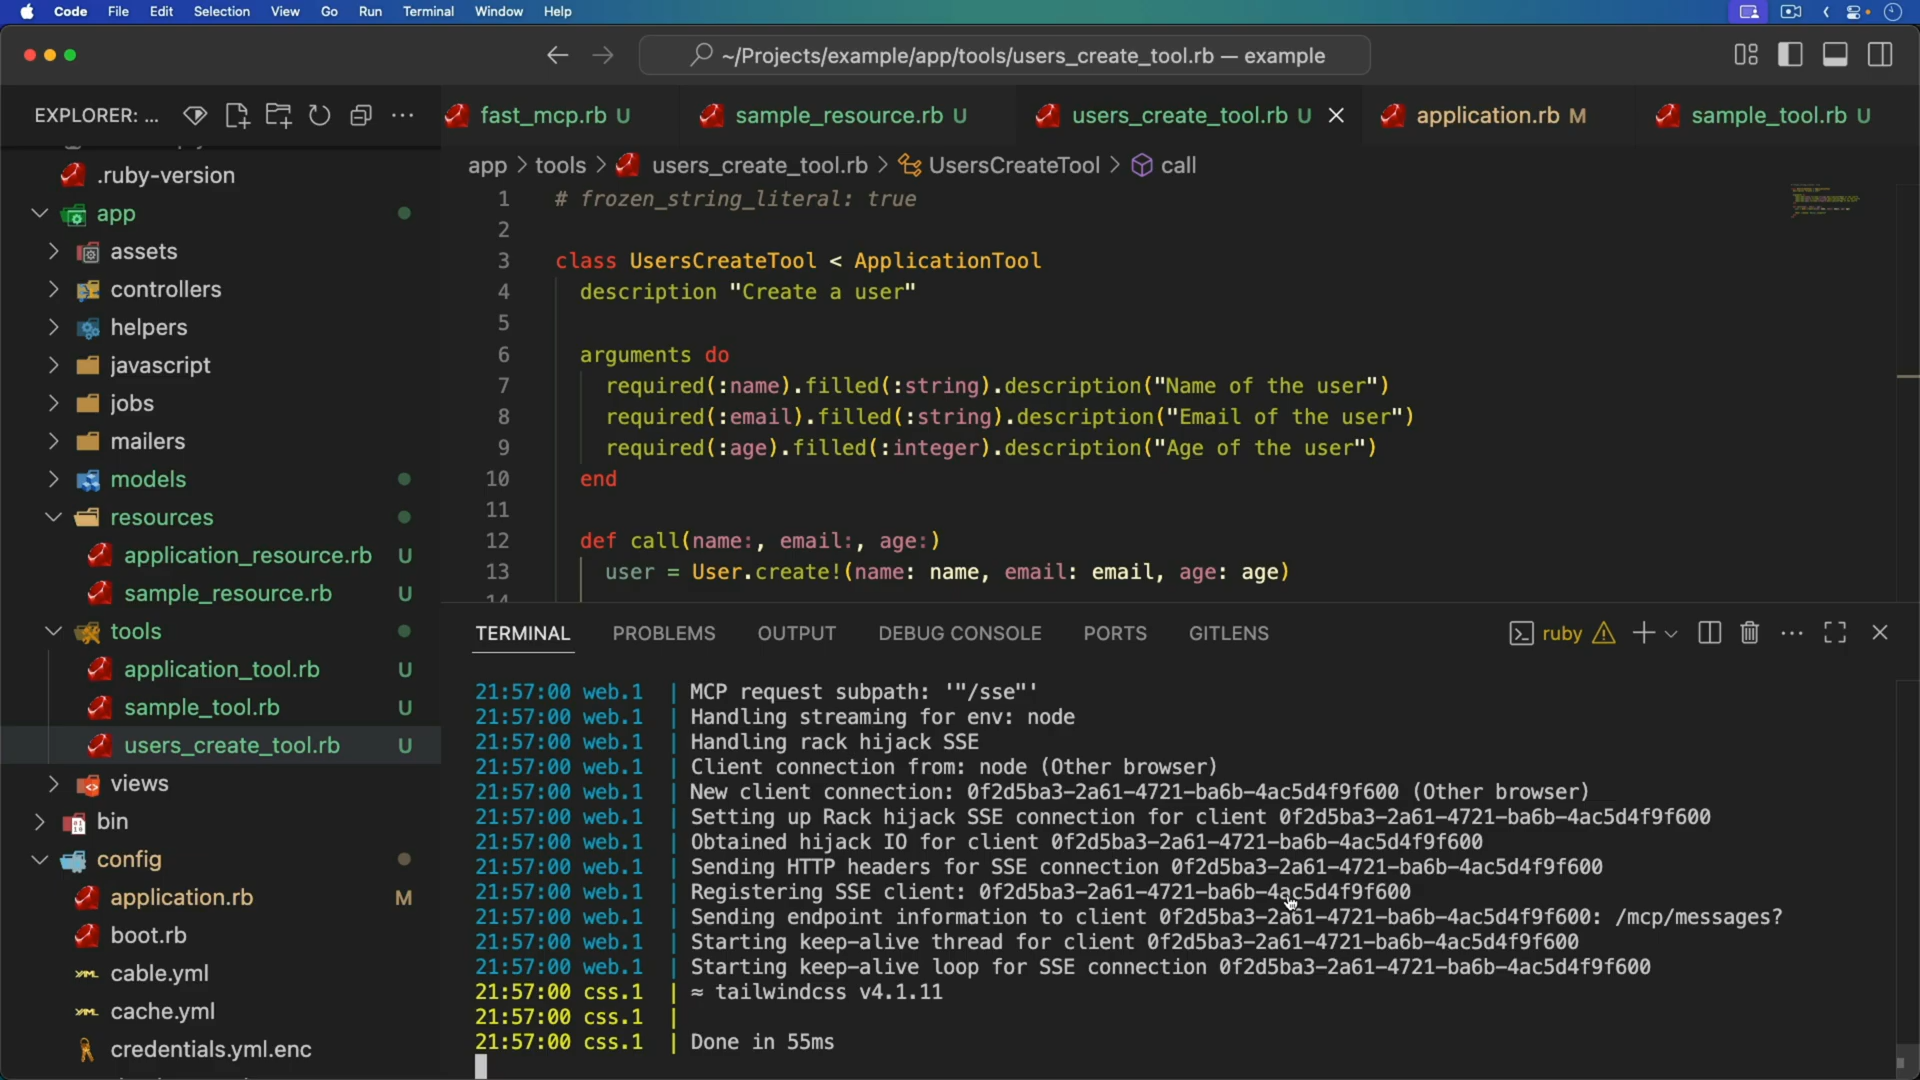 Code File Edit Selection View Go Run Terminal Window Help
~/Projects/example/app/tools/users_create_tool.rb — example
EXPLORER: ...
fast_mcp.rb U
sample_resource.rb U
users_create_tool.rb U
application.rb M
sample_tool.rb U
app > tools > users_create_tool.rb > UsersCreateTool > call
.ruby-version
app
assets
controllers
helpers
javascript
jobs
mailers
models
resources
application_resource.rb U
sample_resource.rb U
tools
application_tool.rb U
sample_tool.rb U
users_create_tool.rb U
views
bin
config
application.rb M
boot.rb
cable.yml
cache.yml
credentials.yml.enc
1 # frozen_string_literal: true
2
3 class UsersCreateTool < ApplicationTool
4 description "Create a user"
5
6 arguments do
7 required(:name).filled(:string).description("Name of the user")
8 required(:email).filled(:string).description("Email of the user")
9 required(:age).filled(:integer).description("Age of the user")
10 end
11
12 def call(name:, email:, age:)
13 user = User.create!(name: name, email: email, age: age)
14
TERMINAL PROBLEMS OUTPUT DEBUG CONSOLE PORTS GITLENS
ruby
21:57:00 web.1 | MCP request subpath: '"/sse"'
21:57:00 web.1 | Handling streaming for env: node
21:57:00 web.1 | Handling rack hijack SSE
21:57:00 web.1 | Client connection from: node (Other browser)
21:57:00 web.1 | New client connection: 0f2d5ba3-2a61-4721-ba6b-4ac5d4f9f600 (Other browser)
21:57:00 web.1 | Setting up Rack hijack SSE connection for client 0f2d5ba3-2a61-4721-ba6b-4ac5d4f9f600
21:57:00 web.1 | Obtained hijack IO for client 0f2d5ba3-2a61-4721-ba6b-4ac5d4f9f600
21:57:00 web.1 | Sending HTTP headers for SSE connection 0f2d5ba3-2a61-4721-ba6b-4ac5d4f9f600
21:57:00 web.1 | Registering SSE client: 0f2d5ba3-2a61-4721-ba6b-4ac5d4f9f600
21:57:00 web.1 | Sending endpoint information to client 0f2d5ba3-2a61-4721-ba6b-4ac5d4f9f600: /mcp/messages?
21:57:00 web.1 | Starting keep-alive thread for client 0f2d5ba3-2a61-4721-ba6b-4ac5d4f9f600
21:57:00 web.1 | Starting keep-alive loop for SSE connection 0f2d5ba3-2a61-4721-ba6b-4ac5d4f9f600
21:57:00 css.1 | ≈ tailwindcss v4.1.11
21:57:00 css.1 |
21:57:00 css.1 | Done in 55ms